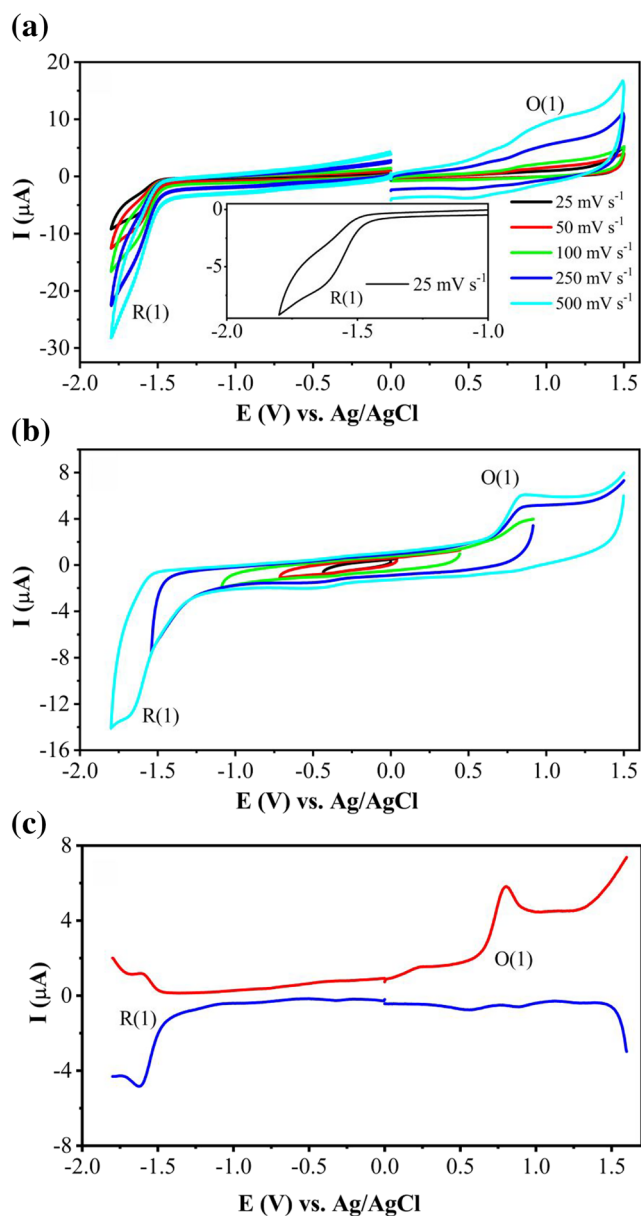 (a)
20
10
0
-10
-20
-30
I (µA)
O(1)
R(1)
25 mV s⁻¹
50 mV s⁻¹
100 mV s⁻¹
250 mV s⁻¹
500 mV s⁻¹
0
-5
R(1)
25 mV s⁻¹
-2.0 -1.5 -1.0
-2.0 -1.5 -1.0 -0.5 0.0 0.5 1.0 1.5
E (V) vs. Ag/AgCl
(b)
8
4
0
-4
-8
-12
-16
I (µA)
O(1)
R(1)
-2.0 -1.5 -1.0 -0.5 0.0 0.5 1.0 1.5
E (V) vs. Ag/AgCl
(c)
8
4
0
-4
-8
I (µA)
O(1)
R(1)
-2.0 -1.5 -1.0 -0.5 0.0 0.5 1.0 1.5
E (V) vs. Ag/AgCl